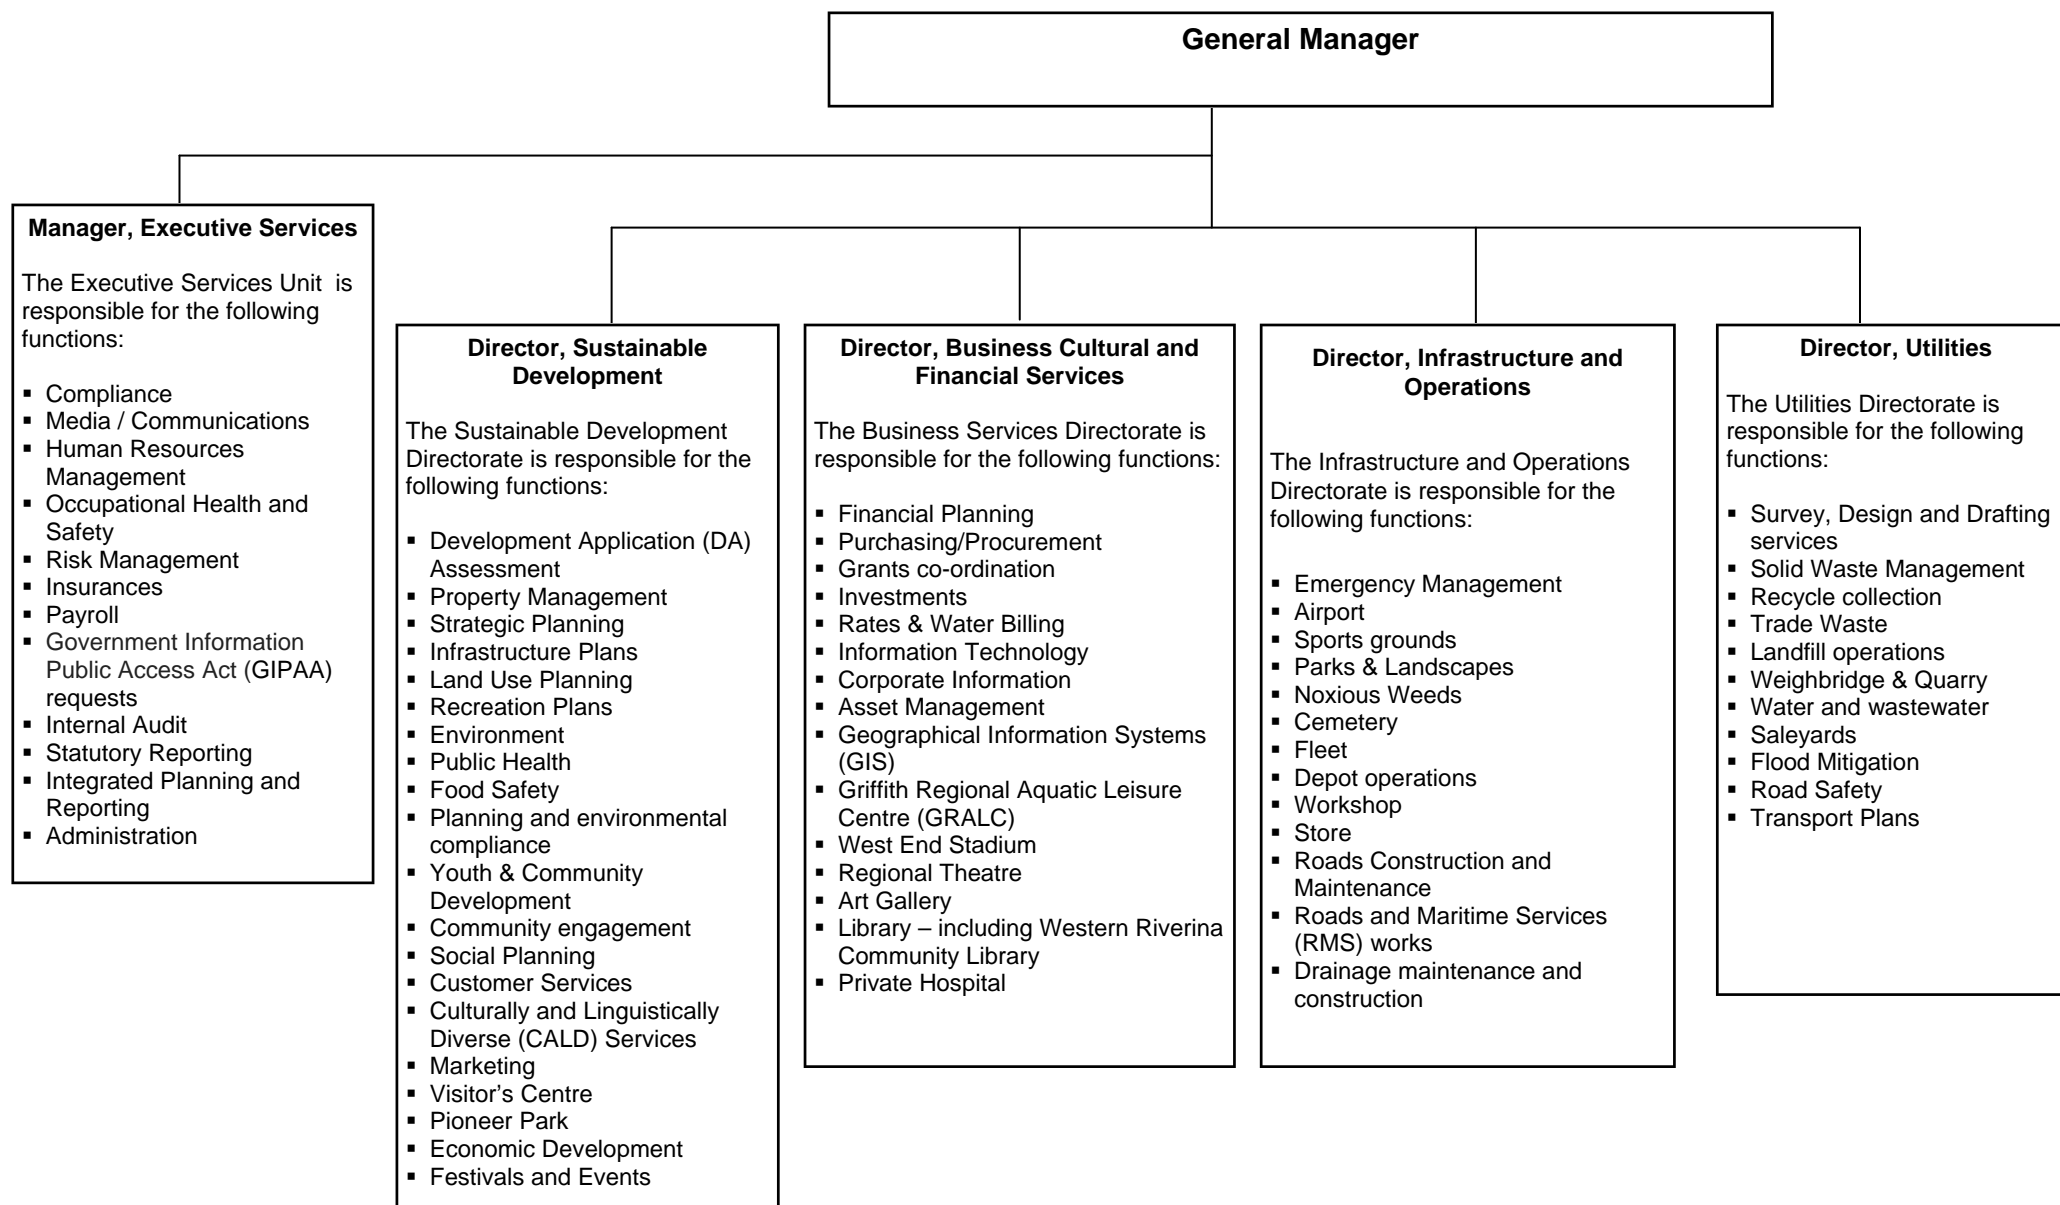 General Manager
Manager, Executive Services
The Executive Services Unit  is
responsible for the following
functions:
▪ Compliance
▪ Media / Communications
▪ Human Resources
Management
▪ Occupational Health and
Safety
▪ Risk Management
▪ Insurances
▪ Payroll
▪ Government Information
Public Access Act (GIPAA)
requests
▪ Internal Audit
▪ Statutory Reporting
▪ Integrated Planning and
Reporting
▪ Administration
Director, Sustainable
Development
The Sustainable Development
Directorate is responsible for the
following functions:
▪ Development Application (DA)
Assessment
▪ Property Management
▪ Strategic Planning
▪ Infrastructure Plans
▪ Land Use Planning
▪ Recreation Plans
▪ Environment
▪ Public Health
▪ Food Safety
▪ Planning and environmental
compliance
▪ Youth & Community
Development
▪ Community engagement
▪ Social Planning
▪ Customer Services
▪ Culturally and Linguistically
Diverse (CALD) Services
▪ Marketing
▪ Visitor’s Centre
▪ Pioneer Park
▪ Economic Development
▪ Festivals and Events
Director, Business Cultural and
Financial Services
The Business Services Directorate is
responsible for the following functions:
▪ Financial Planning
▪ Purchasing/Procurement
▪ Grants co-ordination
▪ Investments
▪ Rates & Water Billing
▪ Information Technology
▪ Corporate Information
▪ Asset Management
▪ Geographical Information Systems
(GIS)
▪ Griffith Regional Aquatic Leisure
Centre (GRALC)
▪ West End Stadium
▪ Regional Theatre
▪ Art Gallery
▪ Library – including Western Riverina
Community Library
▪ Private Hospital
Director, Infrastructure and
Operations
The Infrastructure and Operations
Directorate is responsible for the
following functions:
▪ Emergency Management
▪ Airport
▪ Sports grounds
▪ Parks & Landscapes
▪ Noxious Weeds
▪ Cemetery
▪ Fleet
▪ Depot operations
▪ Workshop
▪ Store
▪ Roads Construction and
Maintenance
▪ Roads and Maritime Services
(RMS) works
▪ Drainage maintenance and
construction
Director, Utilities
The Utilities Directorate is
responsible for the following
functions:
▪ Survey, Design and Drafting
services
▪ Solid Waste Management
▪ Recycle collection
▪ Trade Waste
▪ Landfill operations
▪ Weighbridge & Quarry
▪ Water and wastewater
▪ Saleyards
▪ Flood Mitigation
▪ Road Safety
▪ Transport Plans